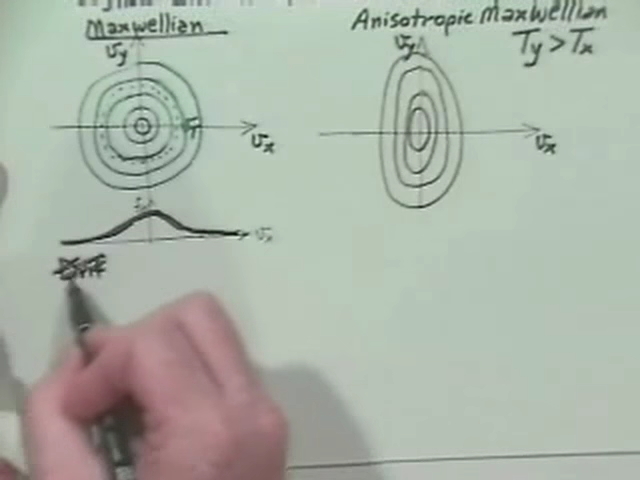 Maxwellian
Anisotropic Maxwellian
Ty > Tx
vy
vx
vy
vx
vx